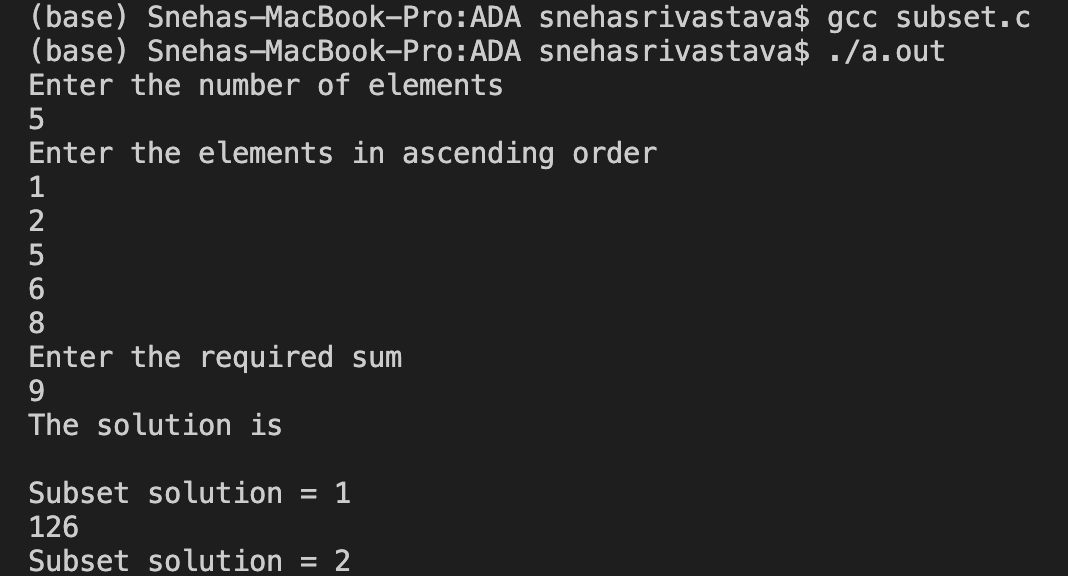 (base) Snehas-MacBook-Pro:ADA snehasrivastava$ gcc subset.c
(base) Snehas-MacBook-Pro:ADA snehasrivastava$ ./a.out
Enter the number of elements
5
Enter the elements in ascending order
1
2
5
6
8
Enter the required sum
9
The solution is

Subset solution = 1
126
Subset solution = 2